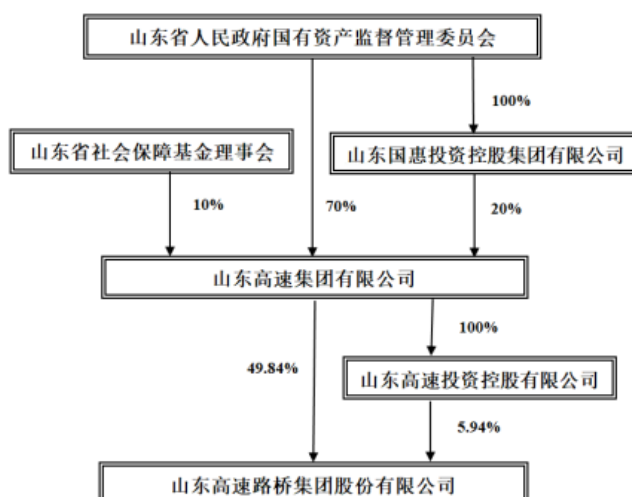 山东省人民政府国有资产监督管理委员会
100%
山东省社会保障基金理事会
山东国惠投资控股集团有限公司
10%
70%
20%
山东高速集团有限公司
100%
49.84%
山东高速投资控股有限公司
5.94%
山东高速路桥集团股份有限公司